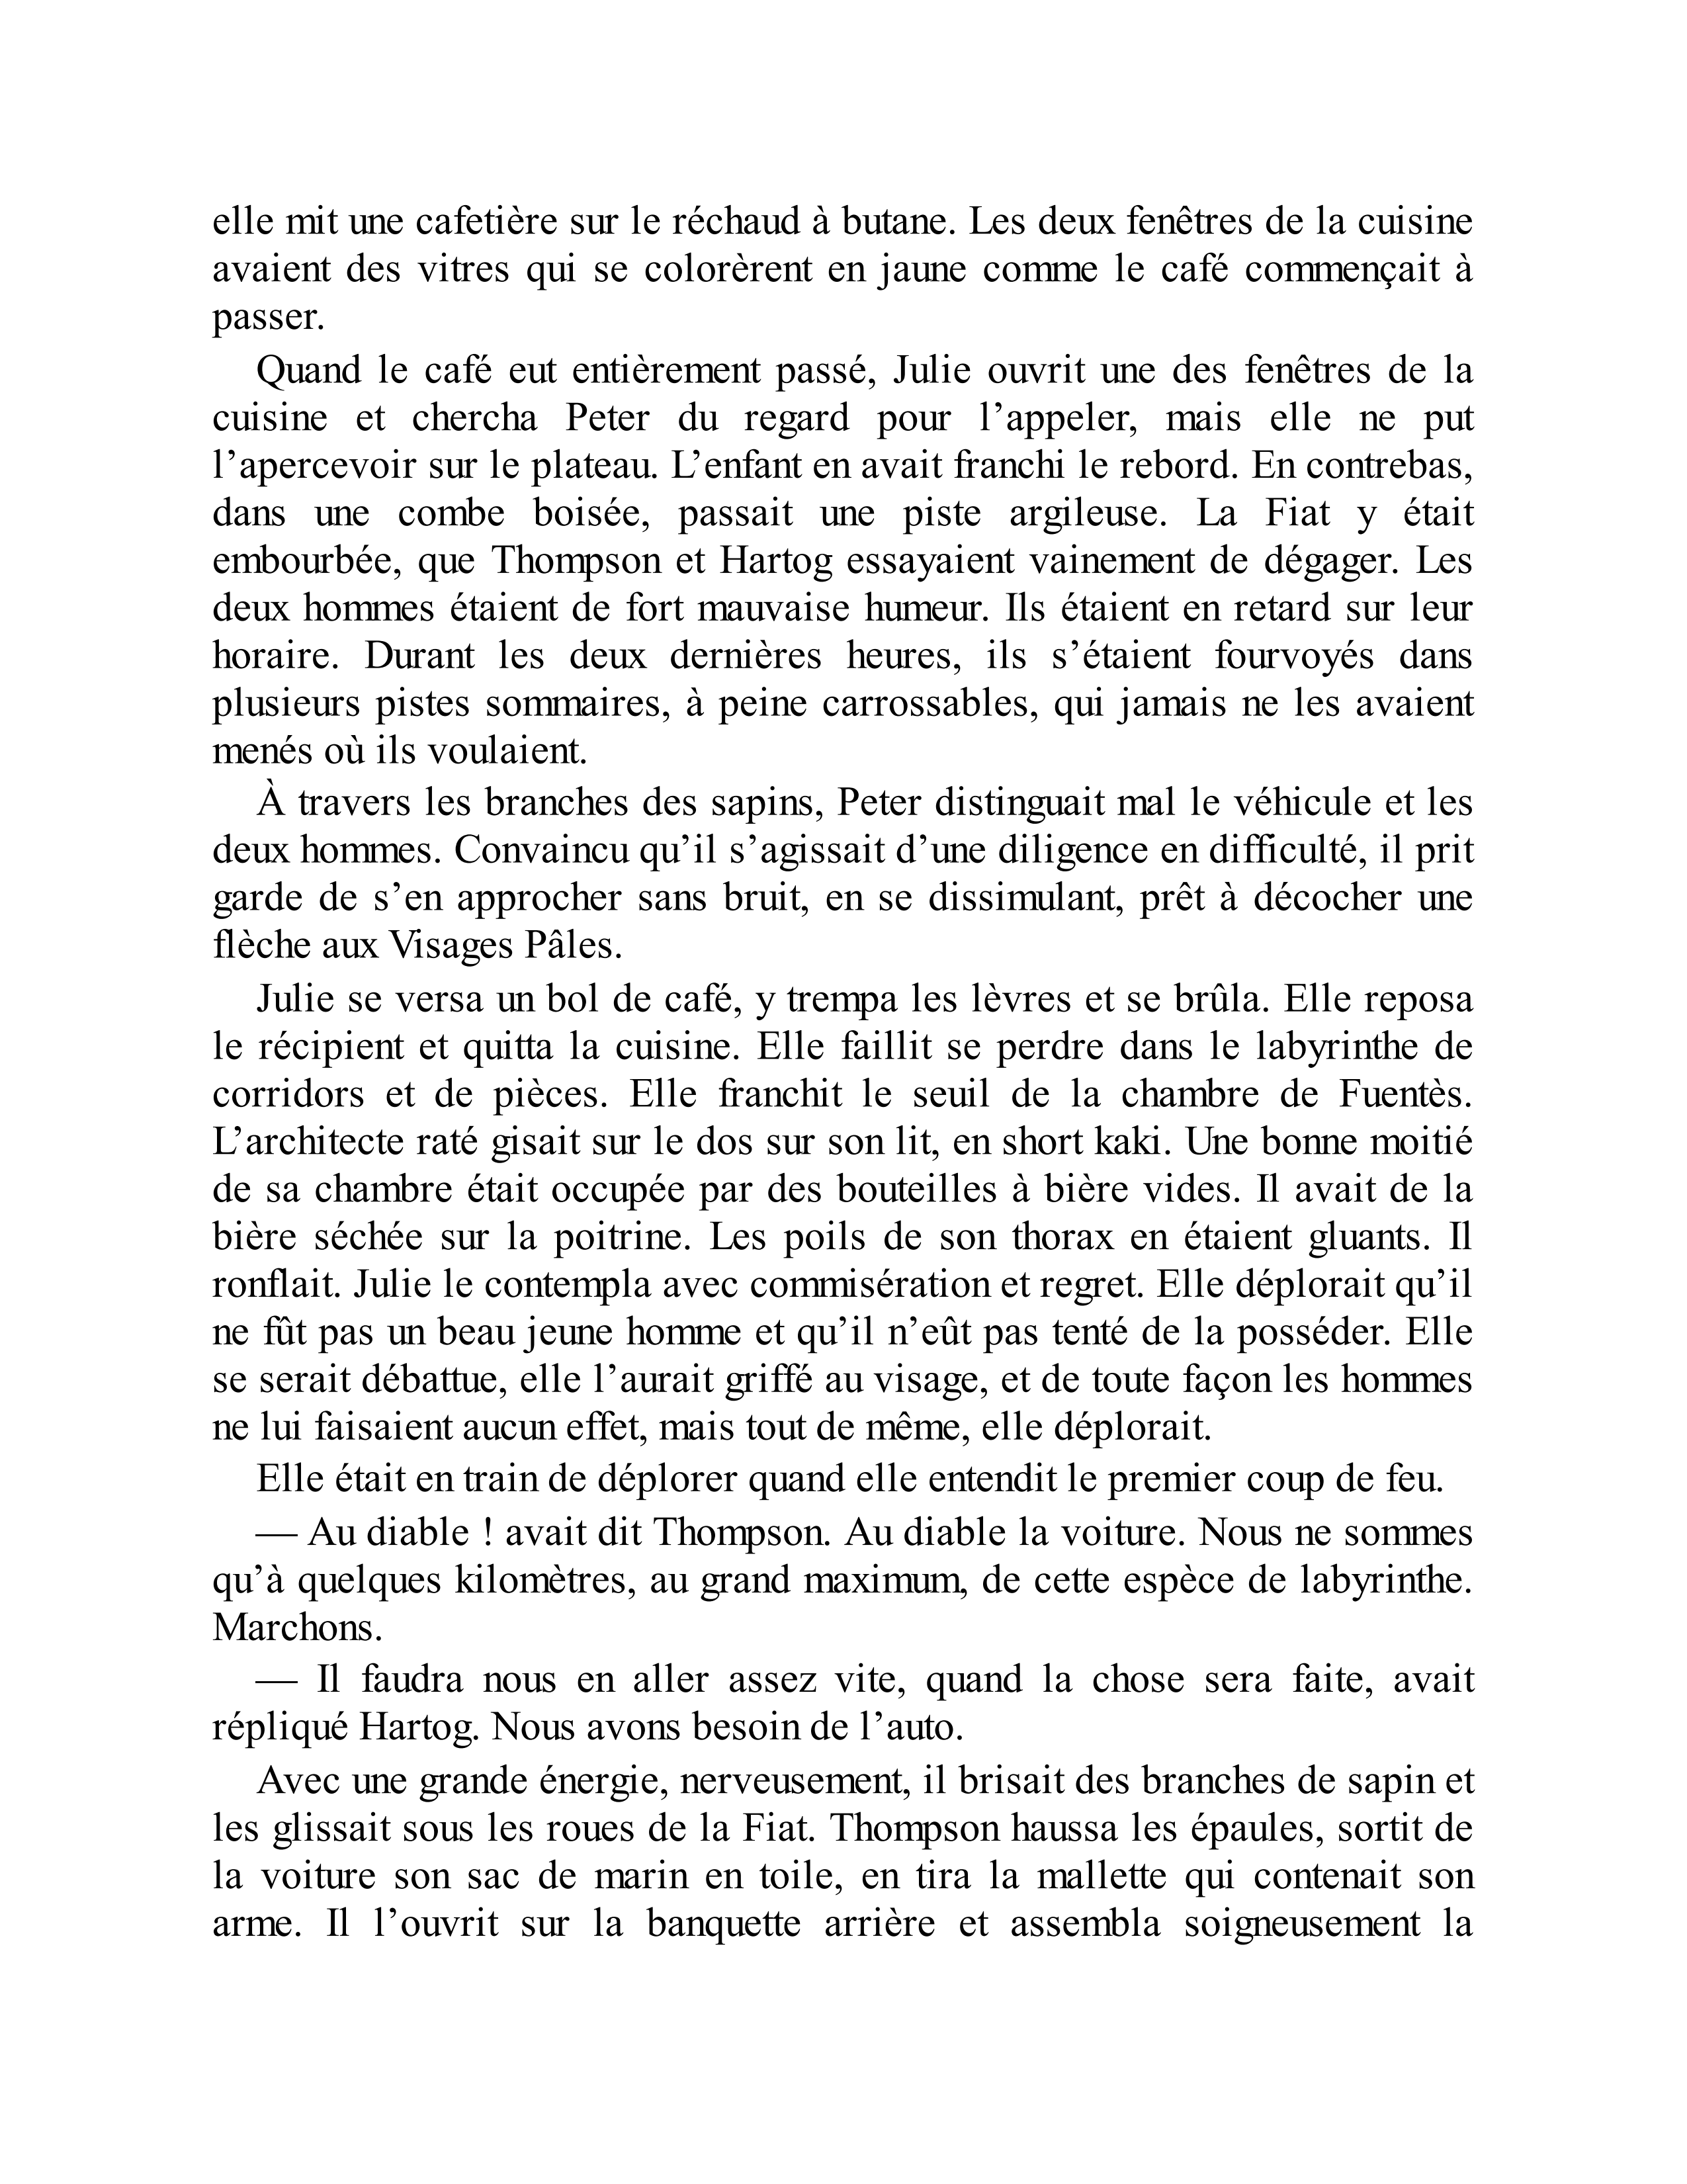 elle mit une cafetière sur le réchaud à butane. Les deux fenêtres de la cuisine
avaient des vitres qui se colorèrent en jaune comme le café commençait à
passer.
Quand le café eut entièrement passé, Julie ouvrit une des fenêtres de la
cuisine et chercha Peter du regard pour l’appeler, mais elle ne put
l’apercevoir sur le plateau. L’enfant en avait franchi le rebord. En contrebas,
dans une combe boisée, passait une piste argileuse. La Fiat y était
embourbée, que Thompson et Hartog essayaient vainement de dégager. Les
deux hommes étaient de fort mauvaise humeur. Ils étaient en retard sur leur
horaire. Durant les deux dernières heures, ils s’étaient fourvoyés dans
plusieurs pistes sommaires, à peine carrossables, qui jamais ne les avaient
menés où ils voulaient.
À travers les branches des sapins, Peter distinguait mal le véhicule et les
deux hommes. Convaincu qu’il s’agissait d’une diligence en difficulté, il prit
garde de s’en approcher sans bruit, en se dissimulant, prêt à décocher une
flèche aux Visages Pâles.
Julie se versa un bol de café, y trempa les lèvres et se brûla. Elle reposa
le récipient et quitta la cuisine. Elle faillit se perdre dans le labyrinthe de
corridors et de pièces. Elle franchit le seuil de la chambre de Fuentès.
L’architecte raté gisait sur le dos sur son lit, en short kaki. Une bonne moitié
de sa chambre était occupée par des bouteilles à bière vides. Il avait de la
bière séchée sur la poitrine. Les poils de son thorax en étaient gluants. Il
ronflait. Julie le contempla avec commisération et regret. Elle déplorait qu’il
ne fût pas un beau jeune homme et qu’il n’eût pas tenté de la posséder. Elle
se serait débattue, elle l’aurait griffé au visage, et de toute façon les hommes
ne lui faisaient aucun effet, mais tout de même, elle déplorait.
Elle était en train de déplorer quand elle entendit le premier coup de feu.
— Au diable ! avait dit Thompson. Au diable la voiture. Nous ne sommes
qu’à quelques kilomètres, au grand maximum, de cette espèce de labyrinthe.
Marchons.
— Il faudra nous en aller assez vite, quand la chose sera faite, avait
répliqué Hartog. Nous avons besoin de l’auto.
Avec une grande énergie, nerveusement, il brisait des branches de sapin et
les glissait sous les roues de la Fiat. Thompson haussa les épaules, sortit de
la voiture son sac de marin en toile, en tira la mallette qui contenait son
arme. Il l’ouvrit sur la banquette arrière et assembla soigneusement la